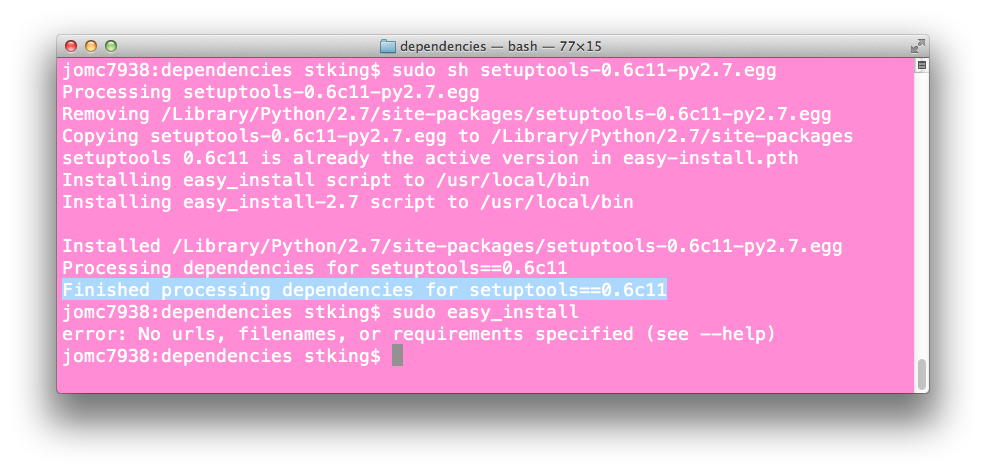 dependencies — bash — 77×15
jomc7938:dependencies stking$ sudo sh setuptools-0.6c11-py2.7.egg
Processing setuptools-0.6c11-py2.7.egg
Removing /Library/Python/2.7/site-packages/setuptools-0.6c11-py2.7.egg
Copying setuptools-0.6c11-py2.7.egg to /Library/Python/2.7/site-packages
setuptools 0.6c11 is already the active version in easy-install.pth
Installing easy_install script to /usr/local/bin
Installing easy_install-2.7 script to /usr/local/bin
Installed /Library/Python/2.7/site-packages/setuptools-0.6c11-py2.7.egg
Processing dependencies for setuptools==0.6c11
Finished processing dependencies for setuptools==0.6c11
jomc7938:dependencies stking$ sudo easy_install
error: No urls, filenames, or requirements specified (see --help)
jomc7938:dependencies stking$